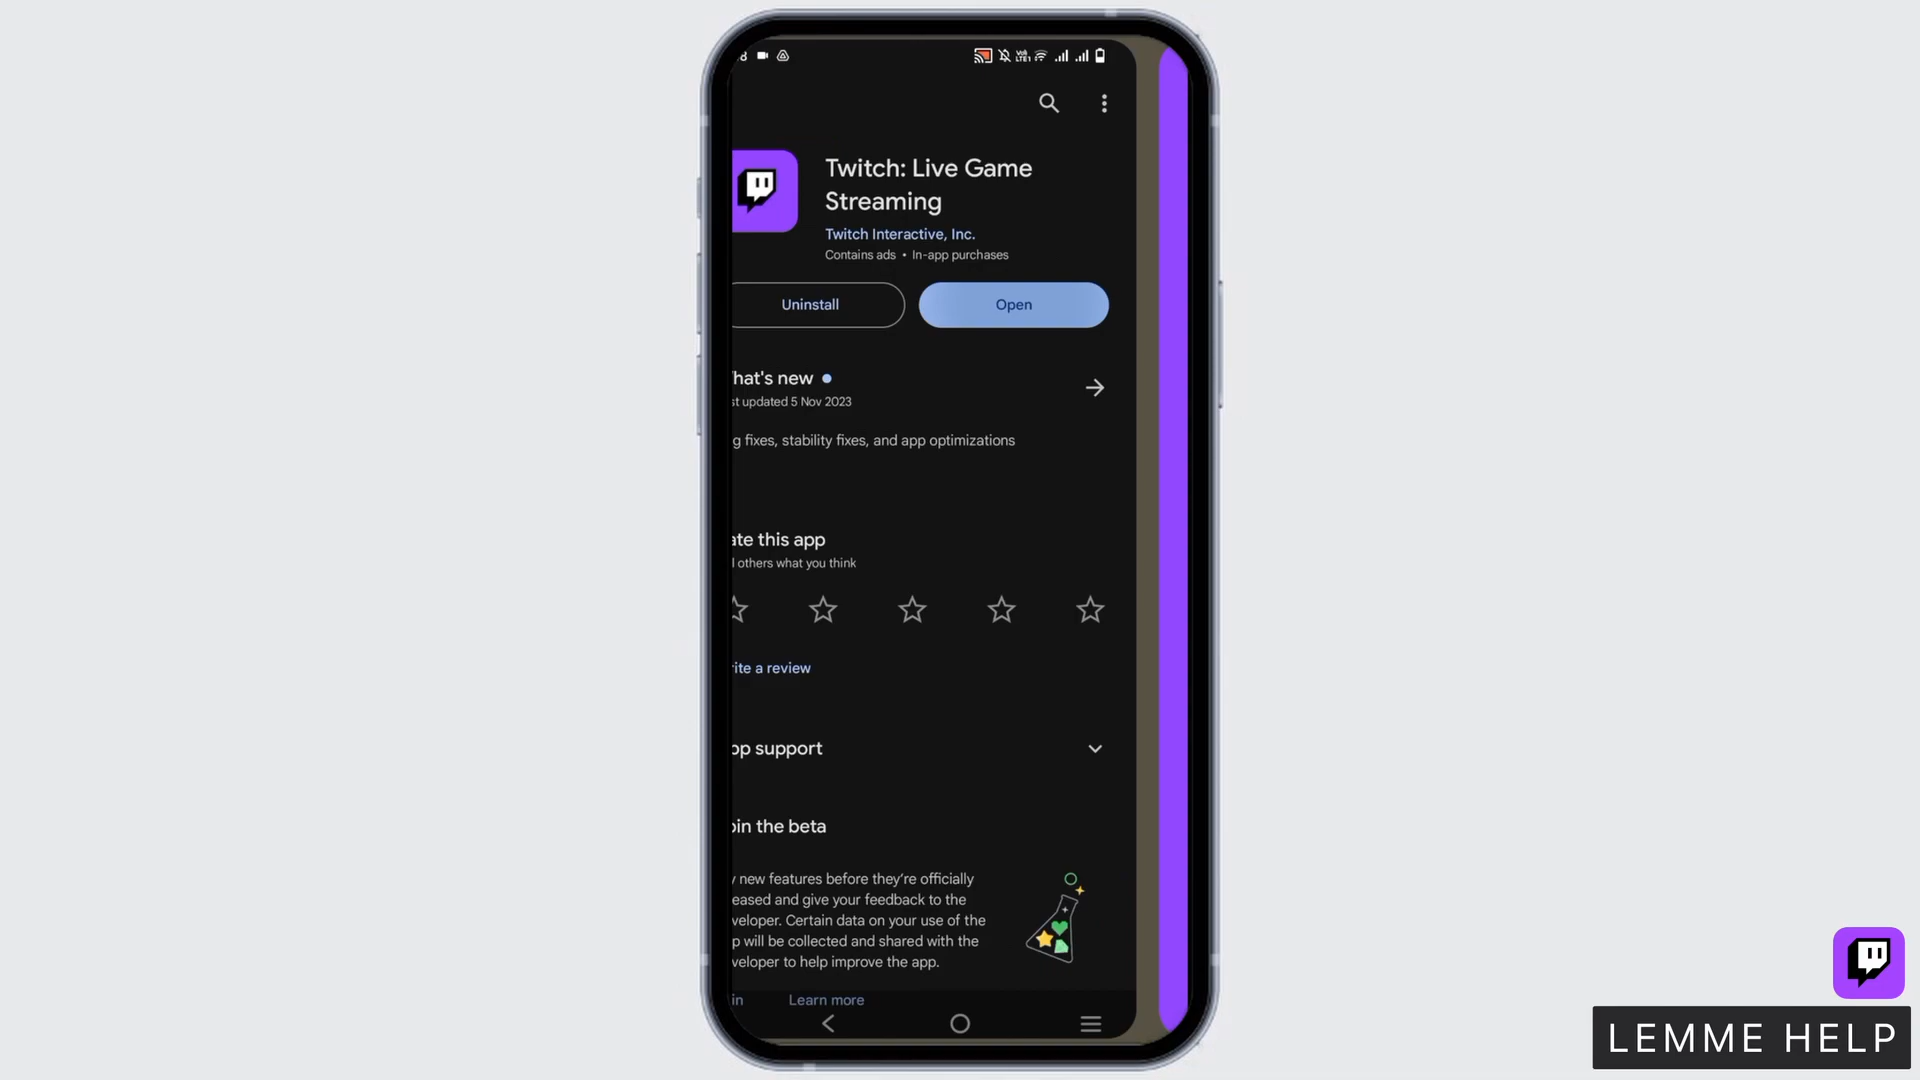 Twitch: Live Game
Streaming
Twitch Interactive, Inc.
Contains ads • In-app purchases
Uninstall
Open
hat's new
st updated 5 Nov 2023
g fixes, stability fixes, and app optimizations
ate this app
l others what you think
rite a review
pp support
oin the beta
y new features before they're officially
eased and give your feedback to the
veloper. Certain data on your use of the
p will be collected and shared with the
veloper to help improve the app.
in
Learn more
LEMME HELP